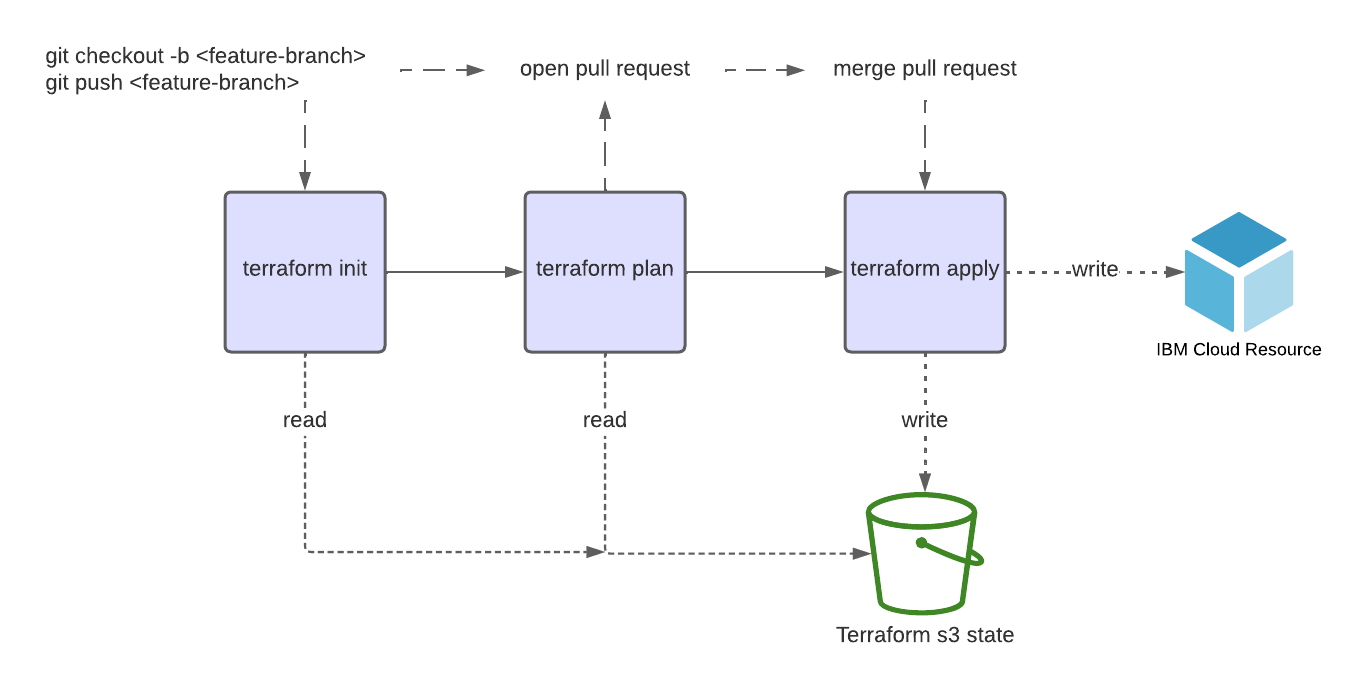 git checkout -b <feature-branch>
git push <feature-branch>
open pull request
merge pull request
terraform init
terraform plan
terraform apply
write
IBM Cloud Resource
read
read
write
Terraform s3 state